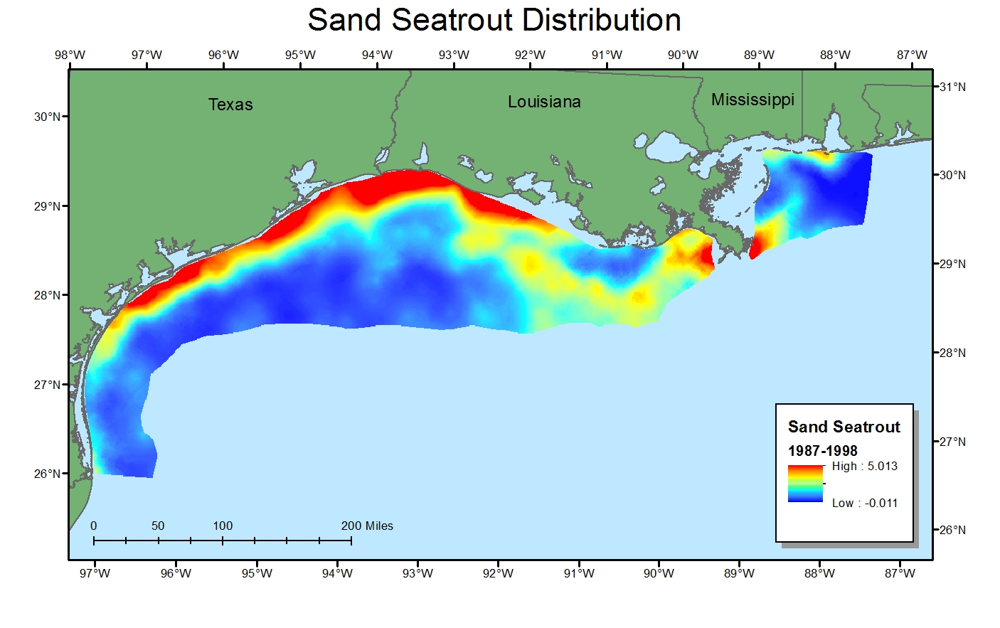 Sand Seatrout Distribution
98°W 97°W 96°W 95°W 94°W 93°W 92°W 91°W 90°W 89°W 88°W 87°W
31°N
Texas Louisiana Mississippi
30°N
30°N
29°N
29°N
28°N
28°N
27°N
Sand Seatrout
27°N
1987-1998
High : 5.013
26°N
Low : -0.011
0 50 100 200 Miles
26°N
97°W 96°W 95°W 94°W 93°W 92°W 91°W 90°W 89°W 88°W 87°W